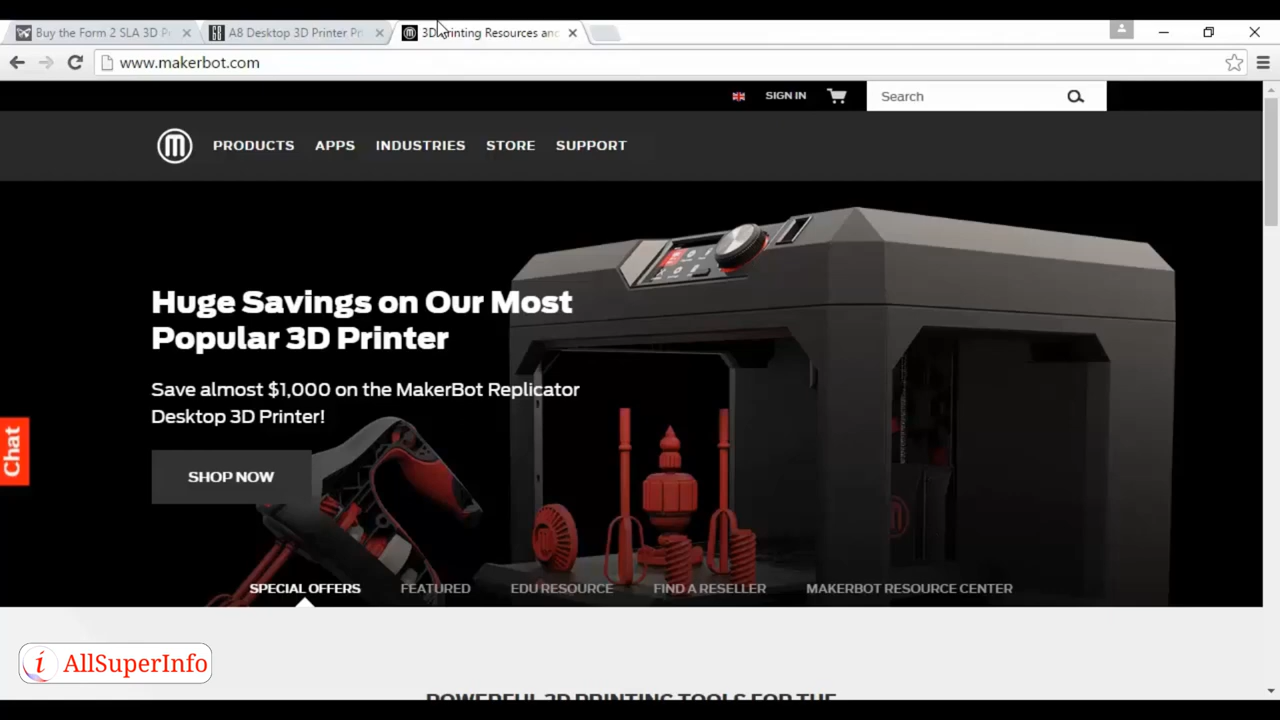 Buy the Form 2 SLA 3D Pr
A8 Desktop 3D Printer Pr
3D Printing Resources and
www.makerbot.com
SIGN IN
Search
PRODUCTS APPS INDUSTRIES STORE SUPPORT
Huge Savings on Our Most
Popular 3D Printer
Save almost $1,000 on the MakerBot Replicator
Desktop 3D Printer!
SHOP NOW
Chat
SPECIAL OFFERS FEATURED EDU RESOURCE FIND A RESELLER MAKERBOT RESOURCE CENTER
i AllSuperInfo
POWERFUL 3D PRINTING TOOLS FOR THE